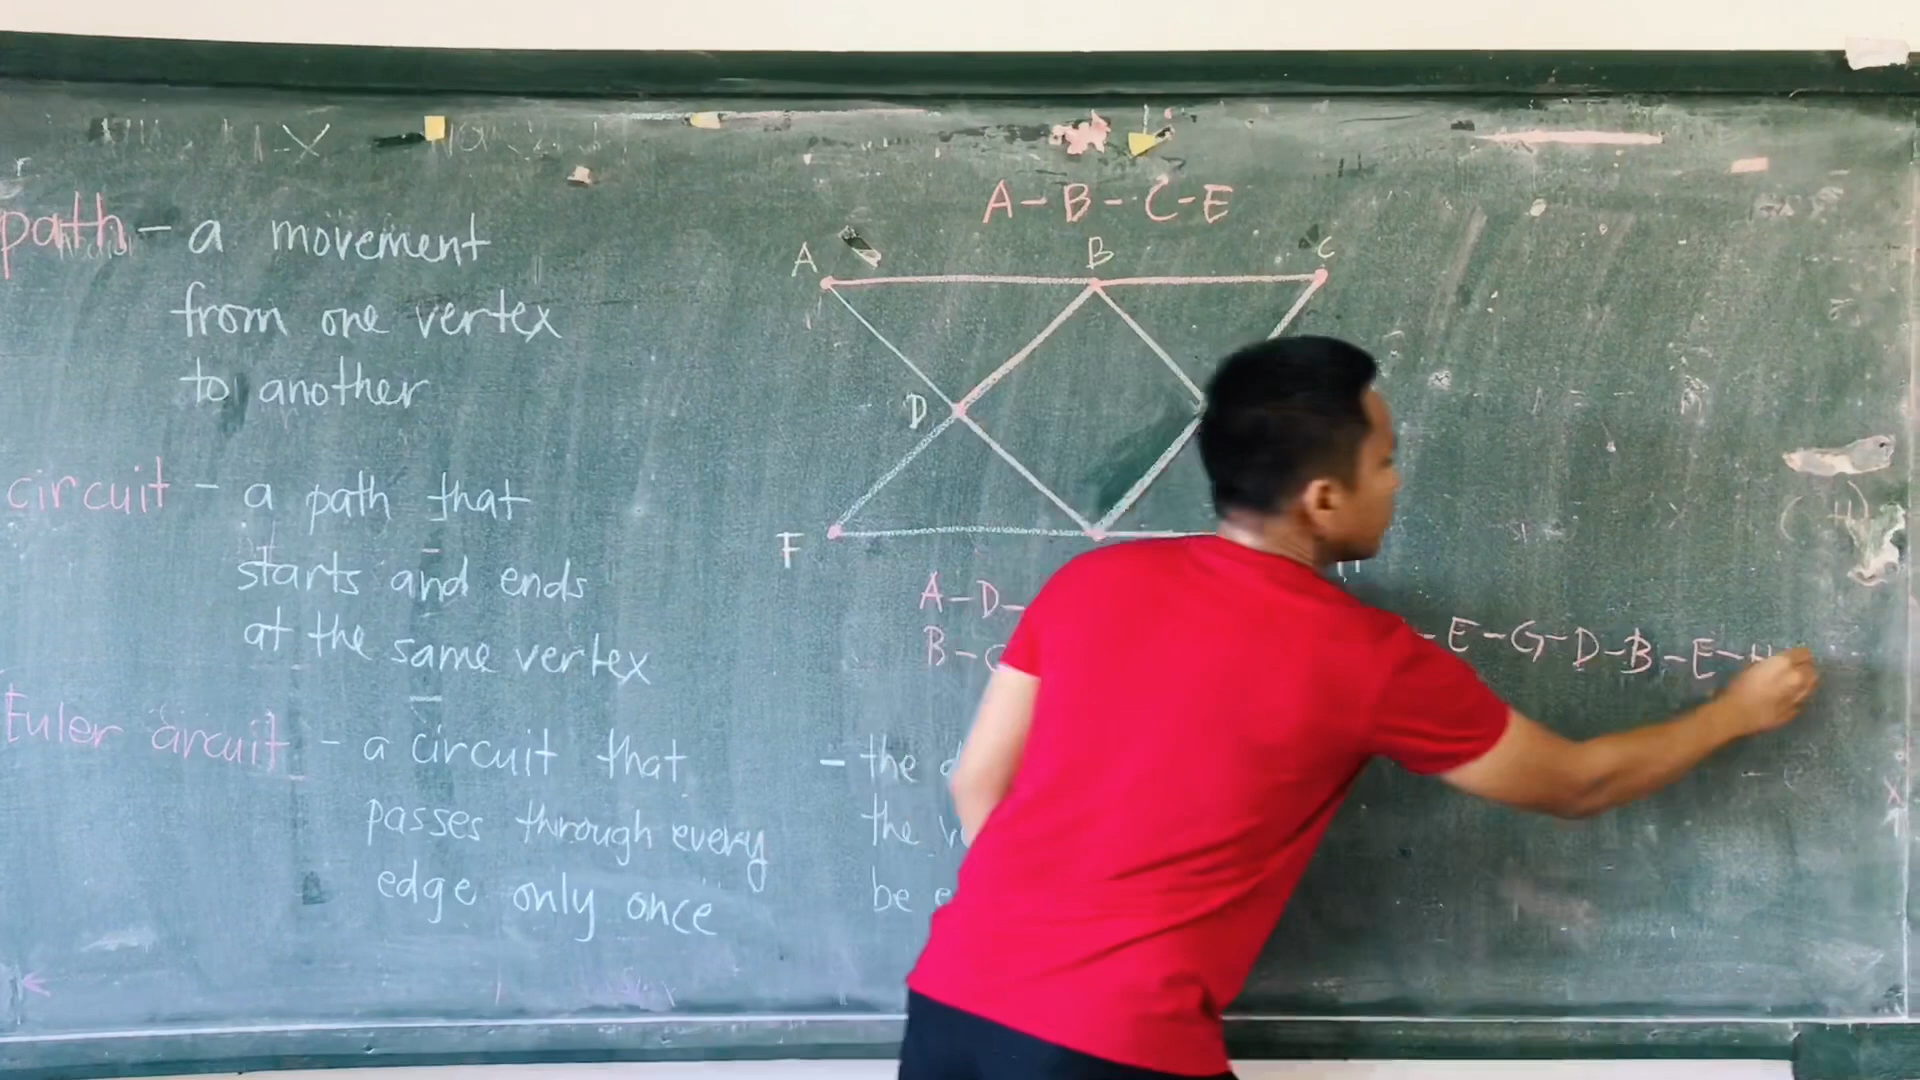 path - a movement
from one vertex
to another
circuit - a path that
starts and ends
at the same vertex
Euler circuit - a circuit that
passes through every
edge only once
A-B-C-E
A
B
C
D
F
A-D-
B-C
-E-G-D-B-E-H
- the
the
be